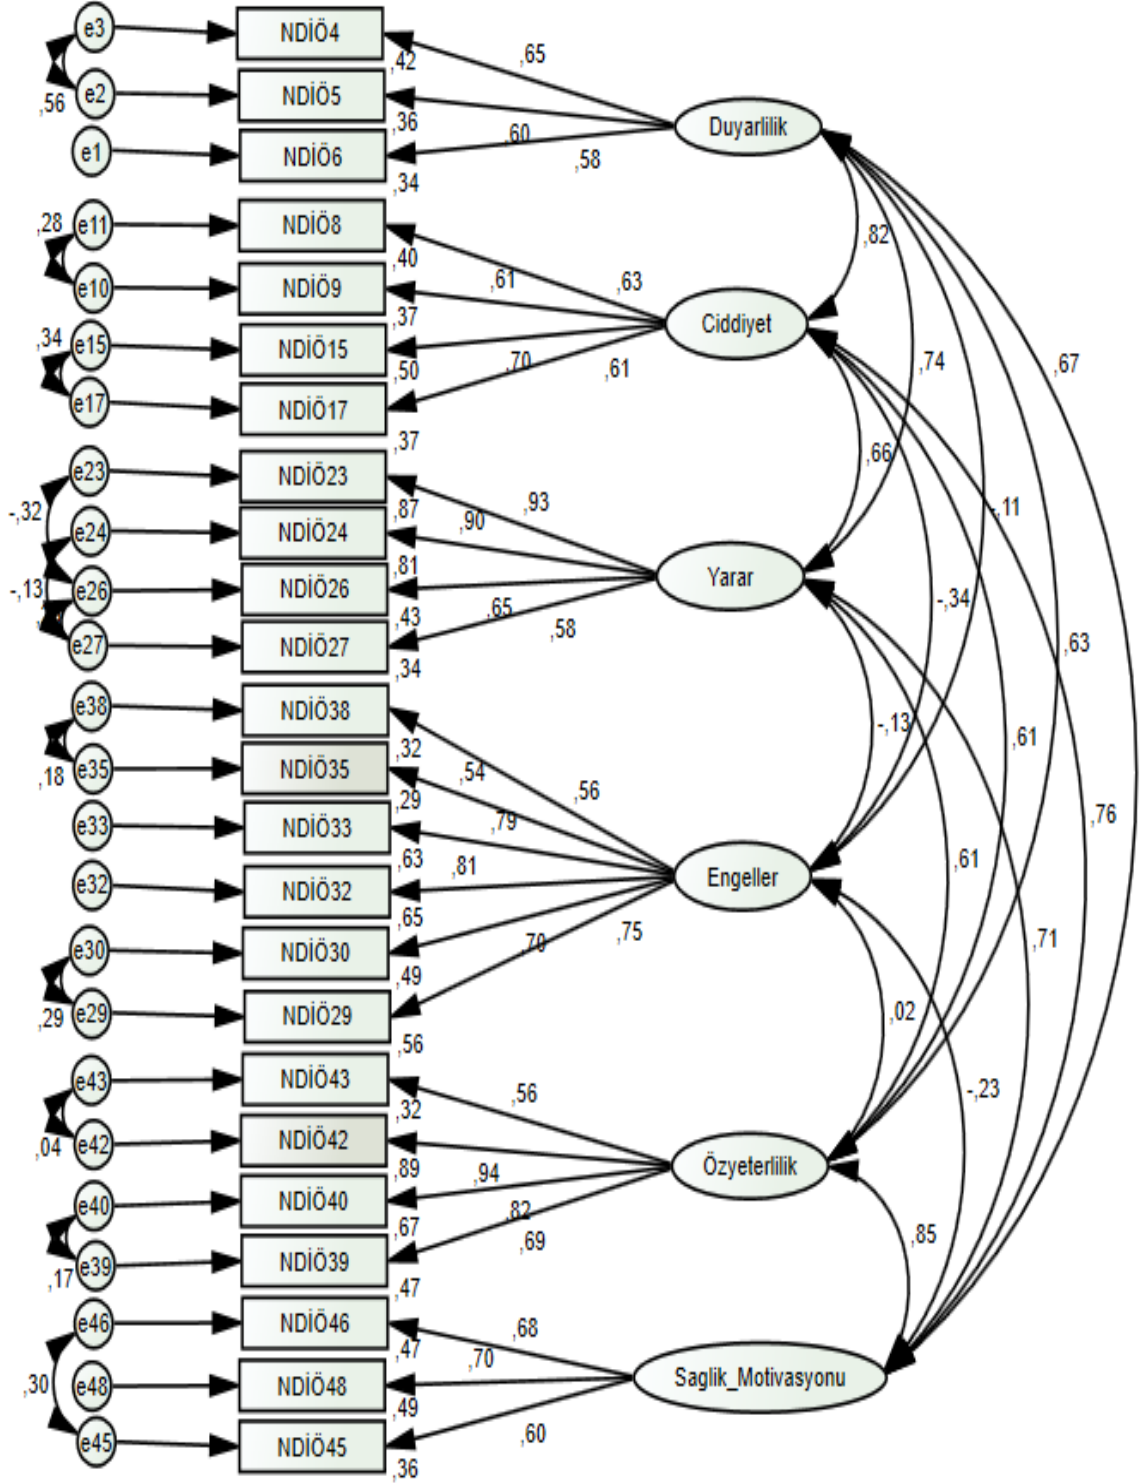 e3 NDİÖ4
,42 ,65
,56 e2 NDİÖ5
Duyarlilik
,36 ,60
e1 NDİÖ6 ,58
,34
,28 e11 NDİÖ8
,82
,40 ,61 ,63
e10 NDİÖ9
Ciddiyet
,37
,34 e15 NDİÖ15
,50 ,70 ,61 ,74 ,67
e17 NDİÖ17
,37 ,66
e23 NDİÖ23
,87 ,90 ,93 ,11
-,32
e24 NDİÖ24
,81 Yarar
-,13 e26 NDİÖ26
,43 ,65 ,58 -,34
e27 NDİÖ27 ,63
,34
e38 NDİÖ38
-,13 ,61
,32
,18 e35 NDİÖ35 ,54 ,56
,29 ,79 ,76
e33 NDİÖ33
,63 ,81 ,61
e32 NDİÖ32 Engeller
,65
e30 NDİÖ30 ,70 ,75 ,71
,49
,29 e29 NDİÖ29 ,02
,56
e43 NDİÖ43 ,56 -,23
,32
,04 e42 NDİÖ42
,89 ,94 Özyeterlilik
e40 NDİÖ40
,67 ,82
,69 ,85
,17 e39 NDİÖ39
,47
e46 NDİÖ46 ,68
,47 ,70
,30 e48 NDİÖ48 Saglik_Motivasyonu
,49
e45 NDİÖ45 ,60
,36